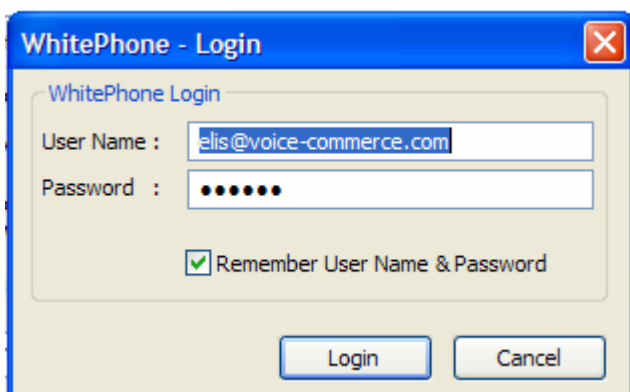 WhitePhone - Login
WhitePhone Login
User Name : elis@voice-commerce.com
Password : ●●●●●●
Remember User Name & Password
Login Cancel